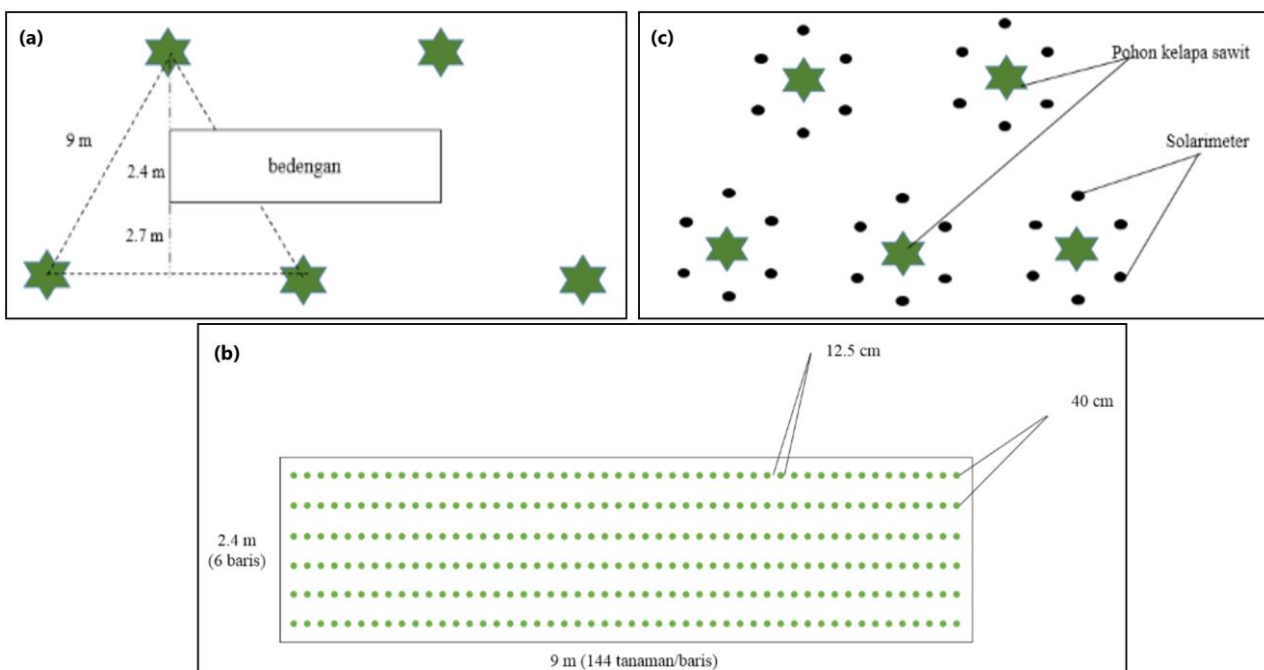 (a)
9 m
2.4 m
bedengan
2.7 m
(c)
Pohon kelapa sawit
Solarimeter
(b)
12.5 cm
40 cm
2.4 m
(6 baris)
9 m (144 tanaman/baris)